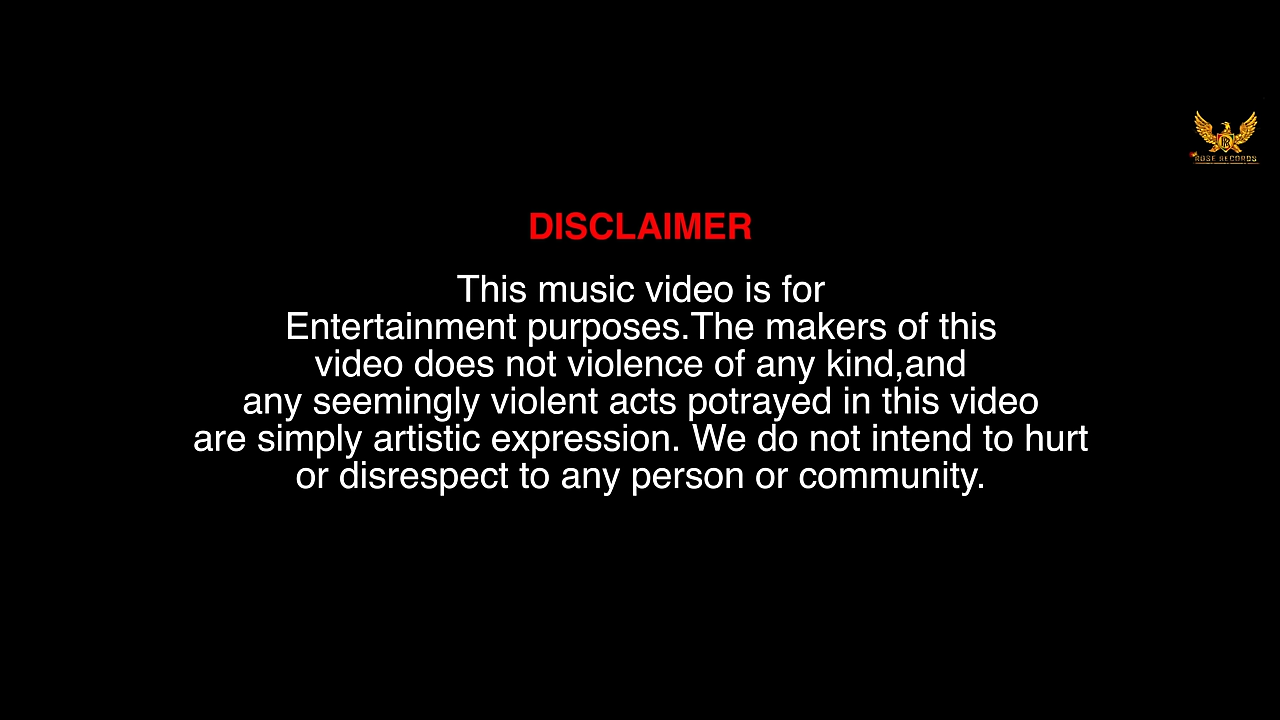 ROSE RECORDS
DISCLAIMER
This music video is for
Entertainment purposes.The makers of this
video does not violence of any kind,and
any seemingly violent acts potrayed in this video
are simply artistic expression. We do not intend to hurt
or disrespect to any person or community.